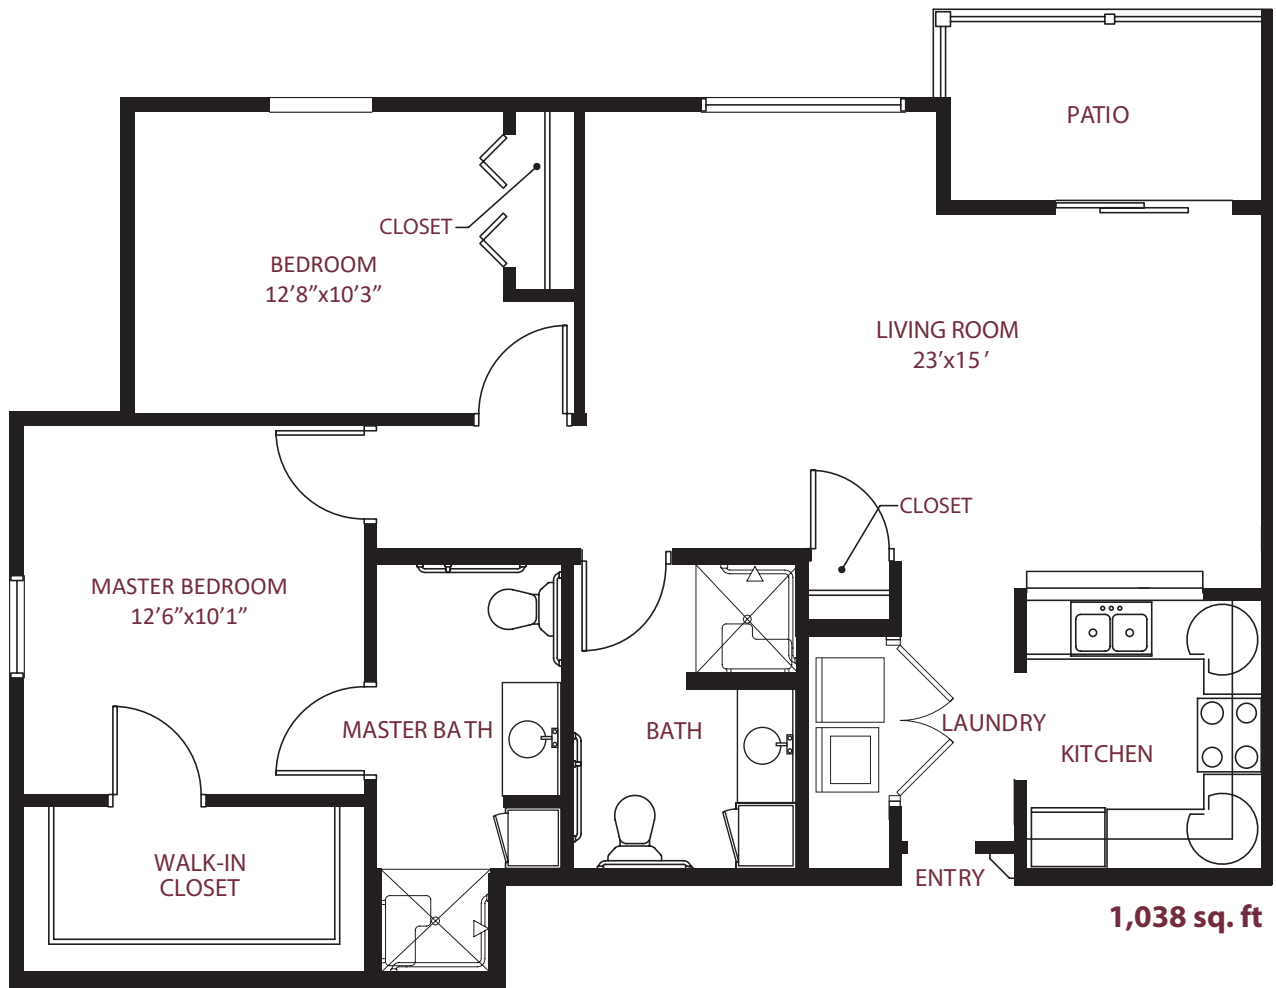 PATIO
CLOSET
BEDROOM
12’8”x10’3”
LIVING ROOM
23’x15 ’
CLOSET
MASTER BEDROOM
12’6”x10’1”
MASTER BATH
BATH
LAUNDRY
KITCHEN
WALK-IN
CLOSET
ENTRY
1,038 sq. ft